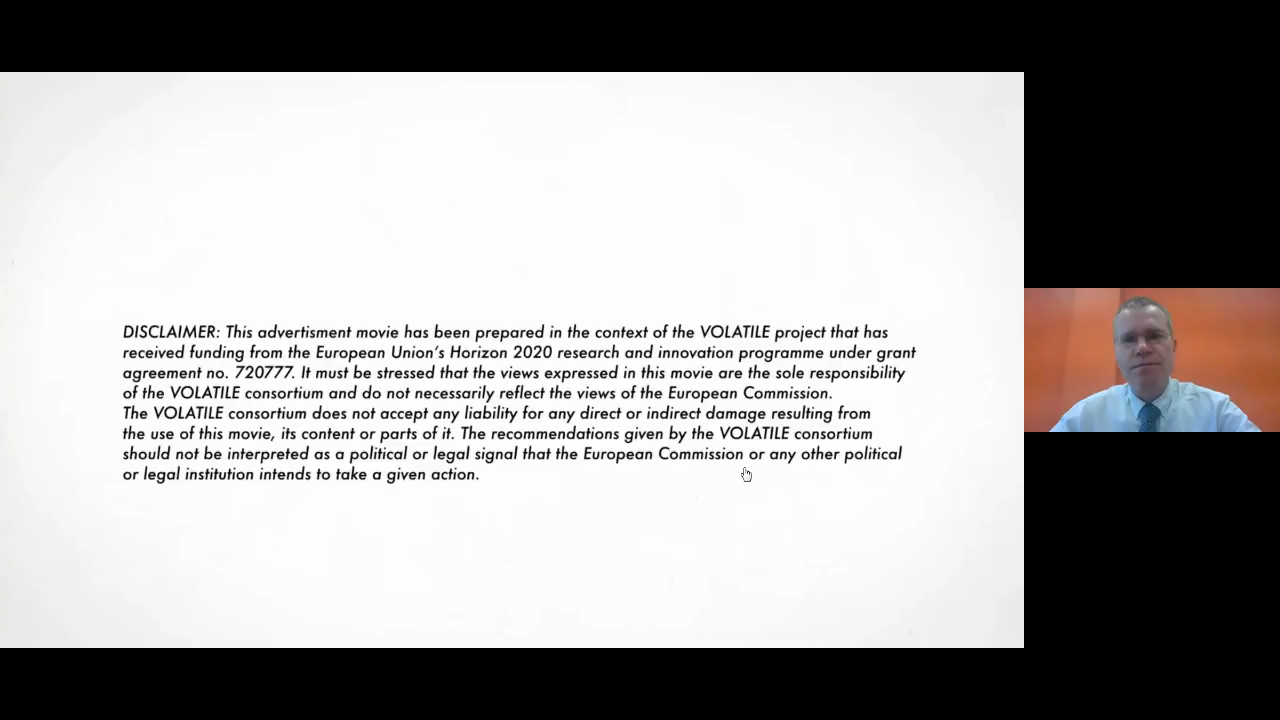 DISCLAIMER: This advertisment movie has been prepared in the context of the VOLATILE project that has
received funding from the European Union's Horizon 2020 research and innovation programme under grant
agreement no. 720777. It must be stressed that the views expressed in this movie are the sole responsibility
of the VOLATILE consortium and do not necessarily reflect the views of the European Commission.
The VOLATILE consortium does not accept any liability for any direct or indirect damage resulting from
the use of this movie, its content or parts of it. The recommendations given by the VOLATILE consortium
should not be interpreted as a political or legal signal that the European Commission or any other political
or legal institution intends to take a given action.